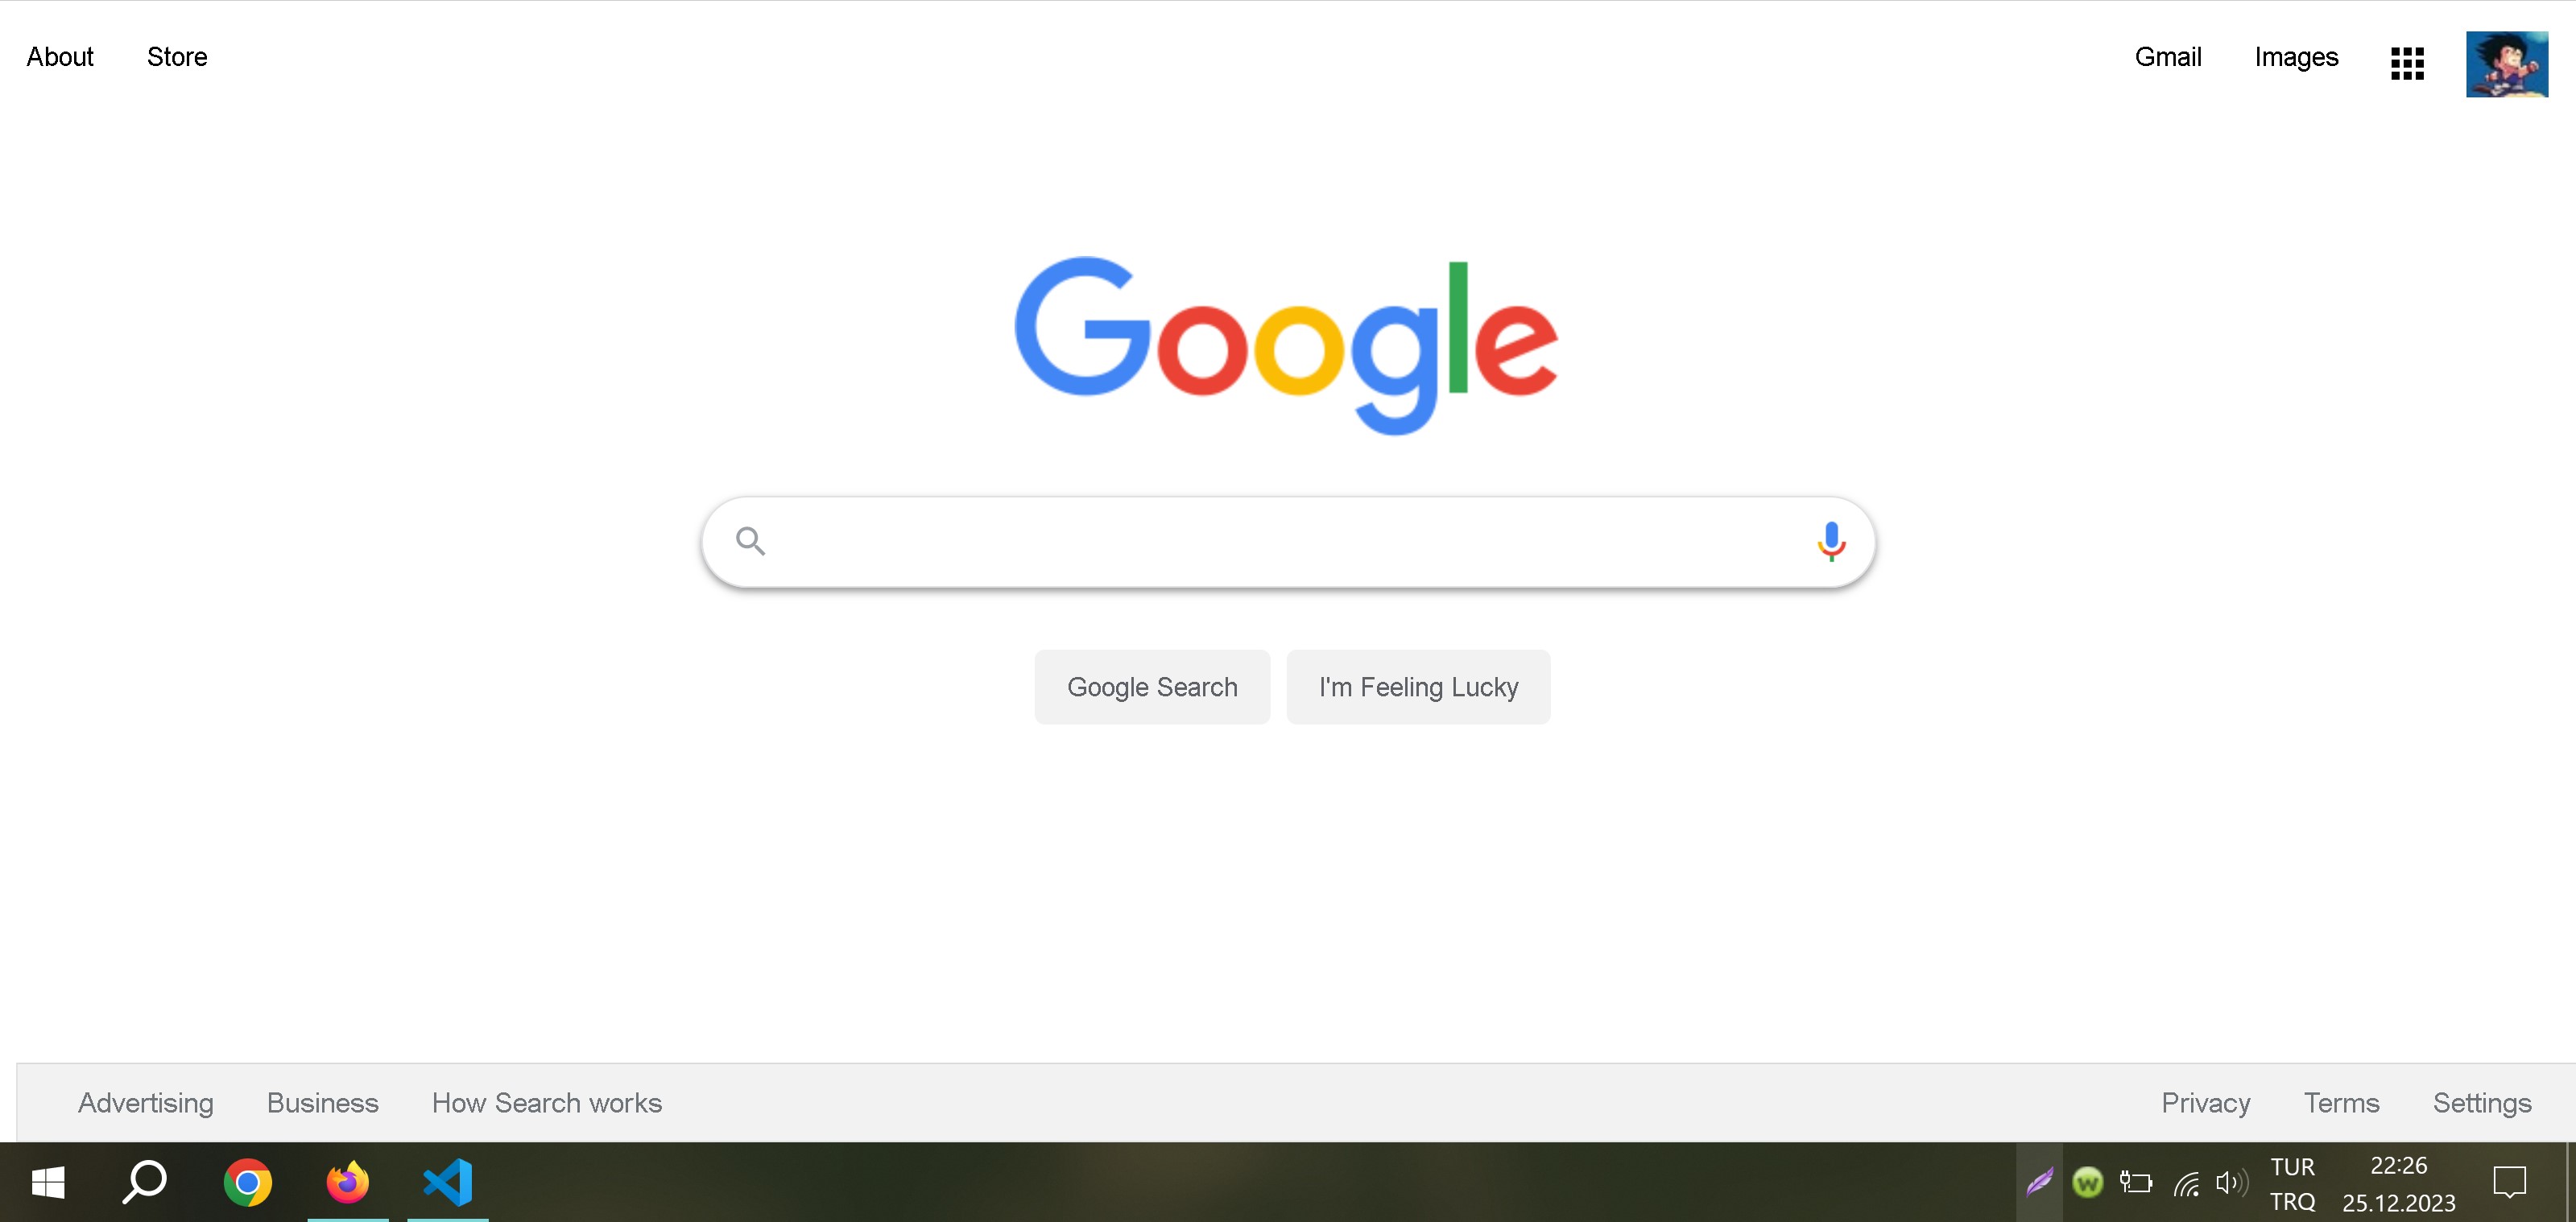 About Store Gmail Images
Google
Google Search I'm Feeling Lucky
Advertising Business How Search works Privacy Terms Settings
W
TUR
TRQ
22:26
25.12.2023